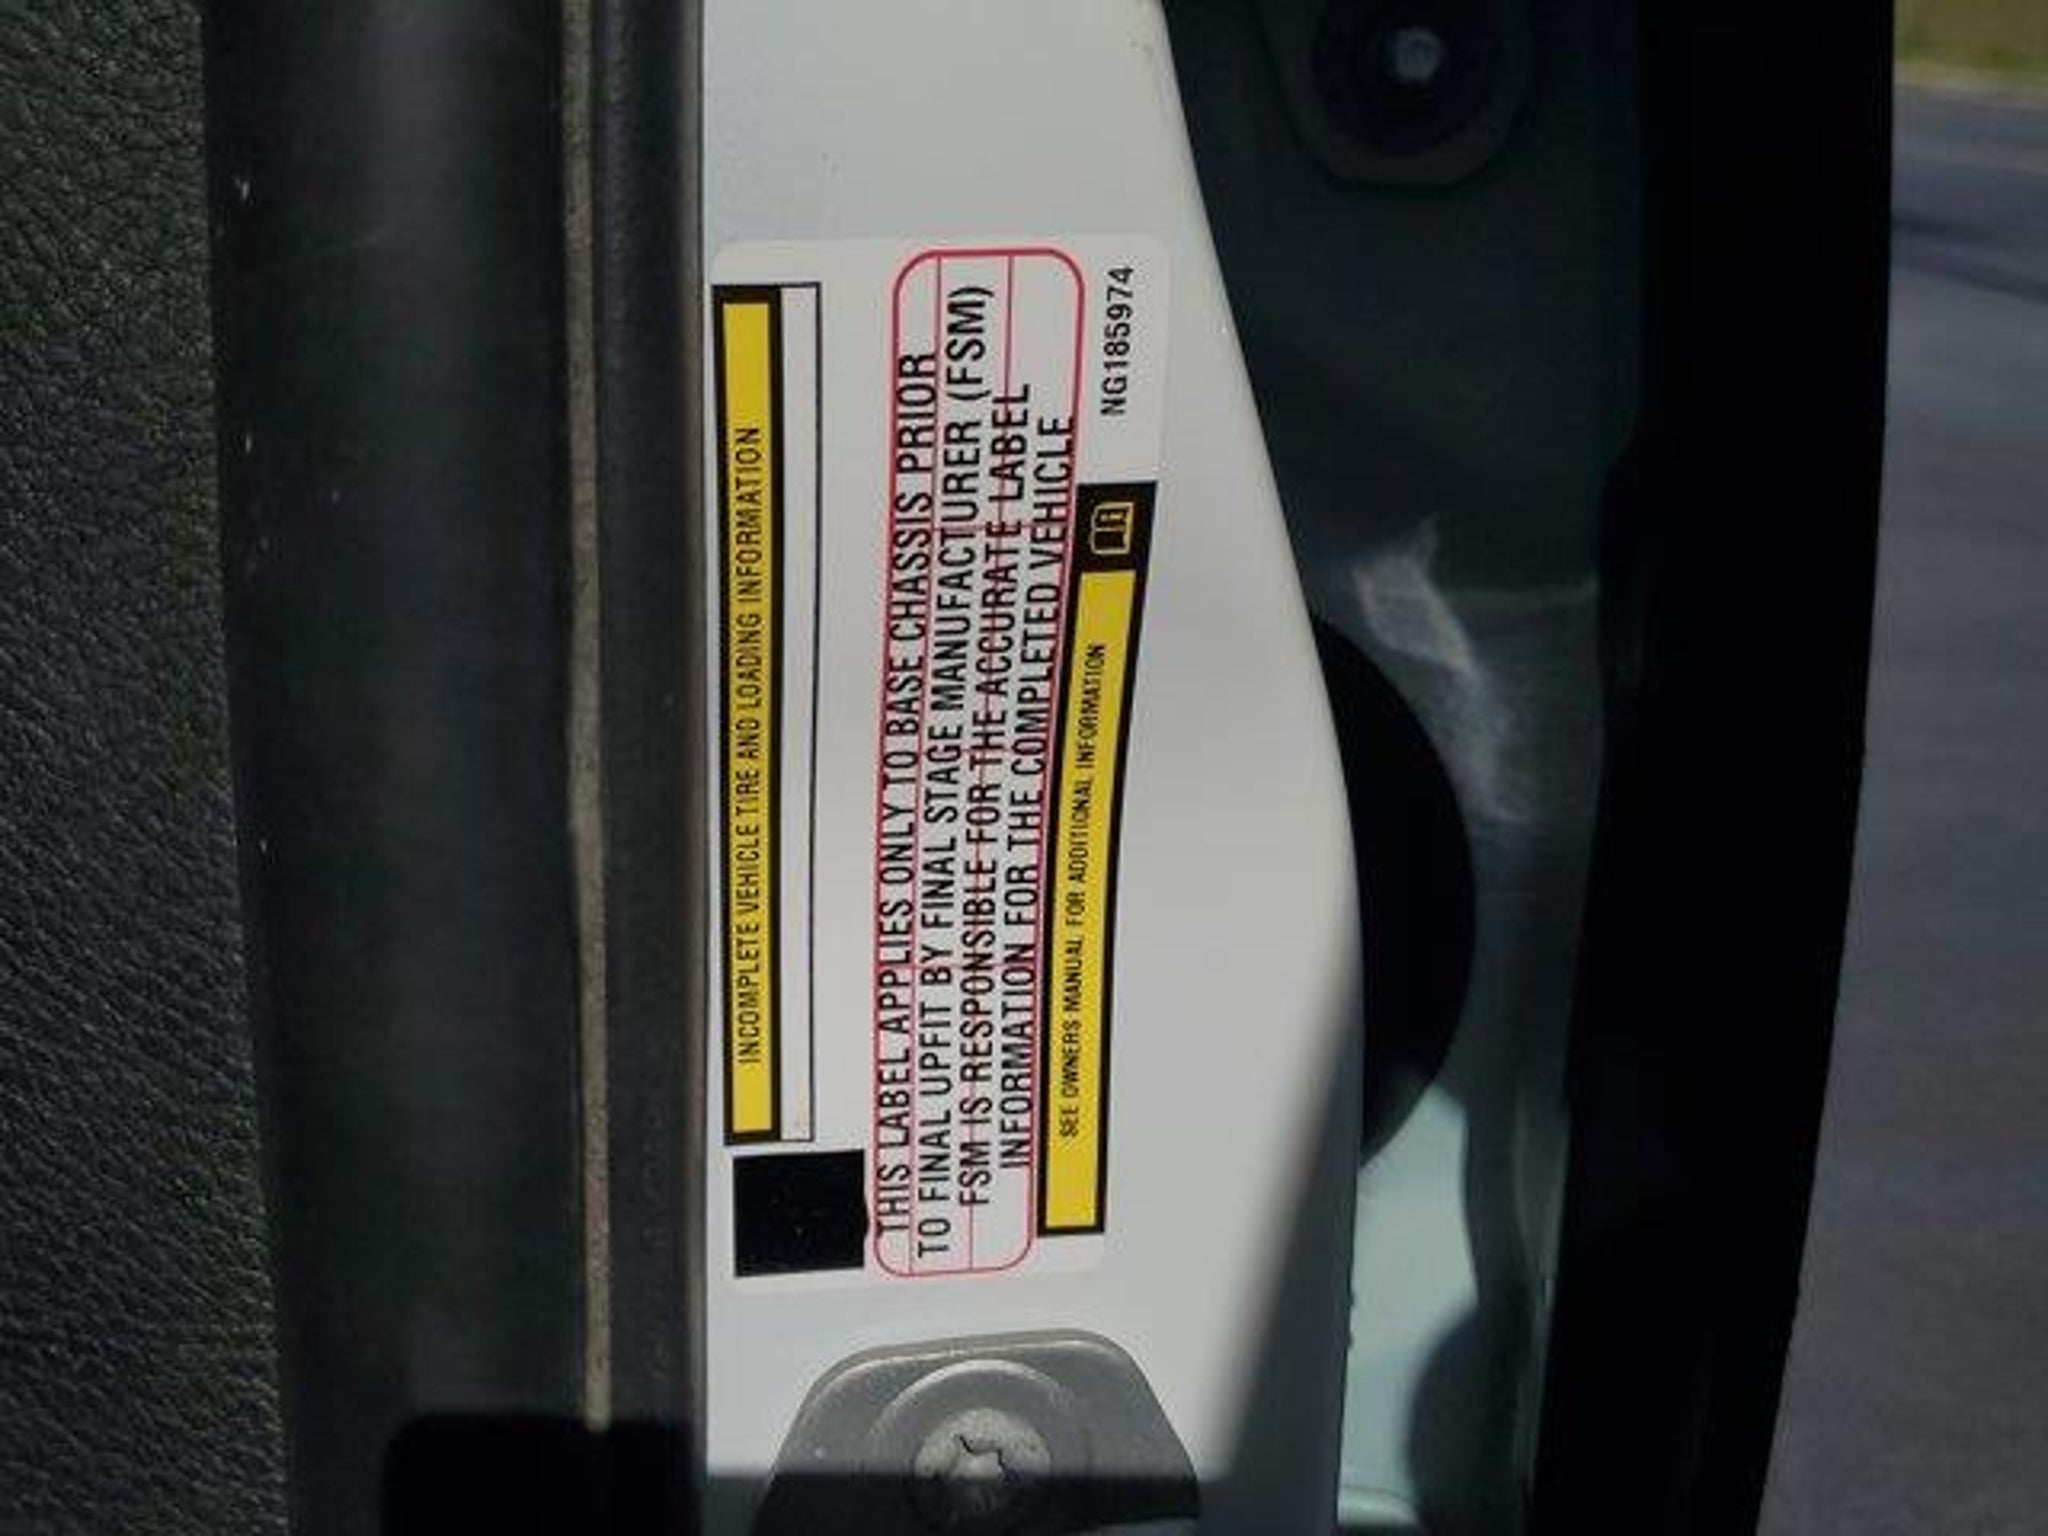 INCOMPLETE VEHICLE TIRE AND LOADING INFORMATION
THIS LABEL APPLIES ONLY TO BASE CHASSIS PRIOR
TO FINAL UPFIT BY FINAL STAGE MANUFACTURER (FSM)
FSM IS RESPONSIBLE FOR THE ACCURATE LABEL
INFORMATION FOR THE COMPLETED VEHICLE
SEE OWNERS MANUAL FOR ADDITIONAL INFORMATION
NG185974